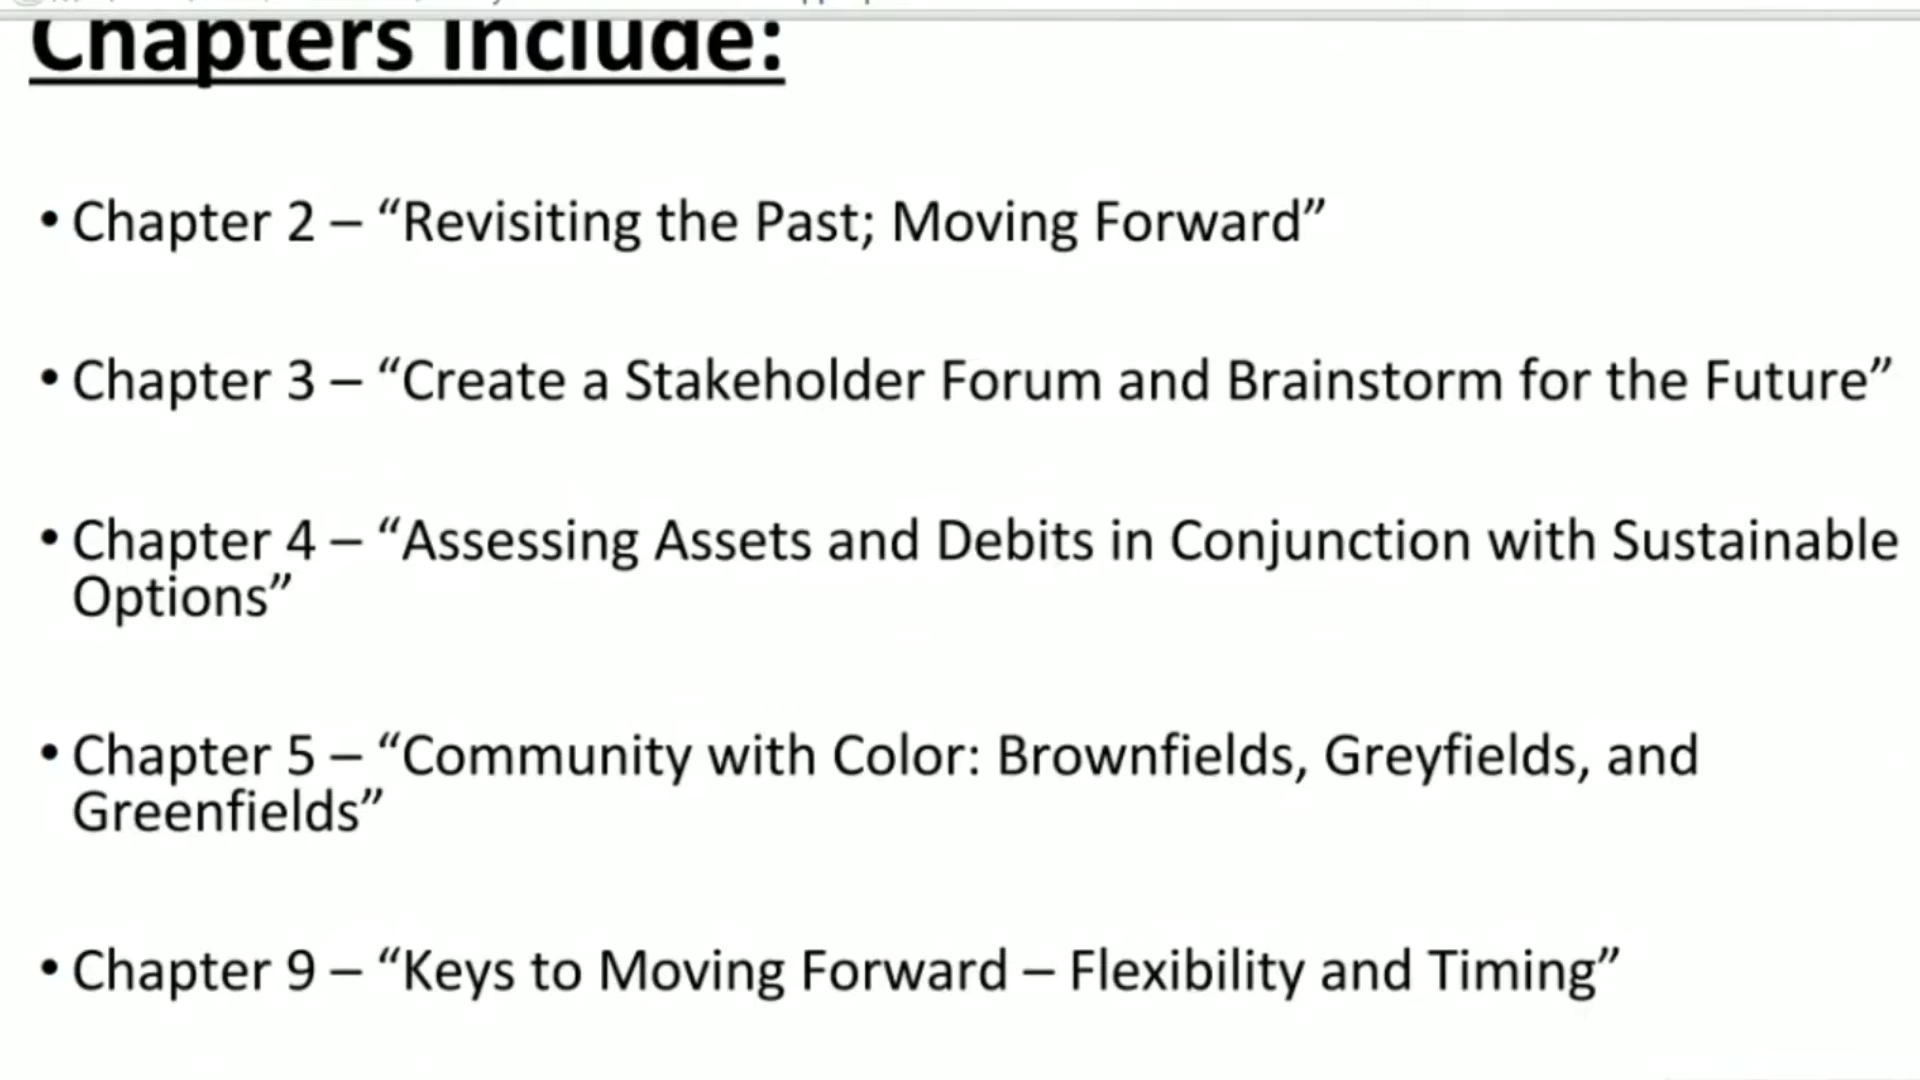 Chapters Include:
• Chapter 2 – “Revisiting the Past; Moving Forward”
• Chapter 3 – “Create a Stakeholder Forum and Brainstorm for the Future”
• Chapter 4 – “Assessing Assets and Debits in Conjunction with Sustainable
Options”
• Chapter 5 – “Community with Color: Brownfields, Greyfields, and
Greenfields”
• Chapter 9 – “Keys to Moving Forward – Flexibility and Timing”